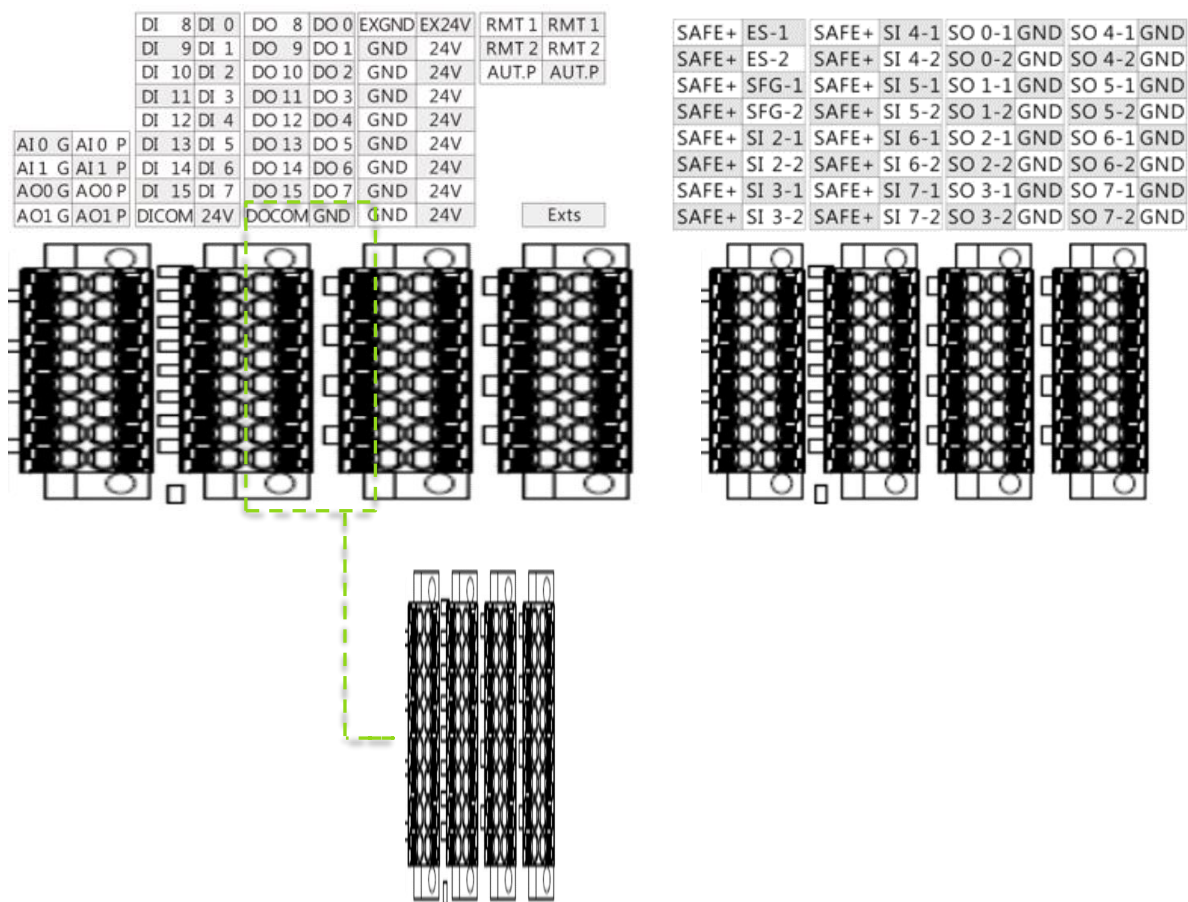 DI 8 DI 0 DO 8 DO 0 EXGND EX24V RMT 1 RMT 1
DI 9 DI 1 DO 9 DO 1 GND 24V RMT 2 RMT 2
DI 10 DI 2 DO 10 DO 2 GND 24V AUT.P AUT.P
DI 11 DI 3 DO 11 DO 3 GND 24V
DI 12 DI 4 DO 12 DO 4 GND 24V
AI0 G AI0 P DI 13 DI 5 DO 13 DO 5 GND 24V
AI1 G AI1 P DI 14 DI 6 DO 14 DO 6 GND 24V
AO0 G AO0 P DI 15 DI 7 DO 15 DO 7 GND 24V
AO1 G AO1 P DICOM 24V DOCOM GND GND 24V Exts
SAFE+ ES-1 SAFE+ SI 4-1 SO 0-1 GND SO 4-1 GND
SAFE+ ES-2 SAFE+ SI 4-2 SO 0-2 GND SO 4-2 GND
SAFE+ SFG-1 SAFE+ SI 5-1 SO 1-1 GND SO 5-1 GND
SAFE+ SFG-2 SAFE+ SI 5-2 SO 1-2 GND SO 5-2 GND
SAFE+ SI 2-1 SAFE+ SI 6-1 SO 2-1 GND SO 6-1 GND
SAFE+ SI 2-2 SAFE+ SI 6-2 SO 2-2 GND SO 6-2 GND
SAFE+ SI 3-1 SAFE+ SI 7-1 SO 3-1 GND SO 7-1 GND
SAFE+ SI 3-2 SAFE+ SI 7-2 SO 3-2 GND SO 7-2 GND